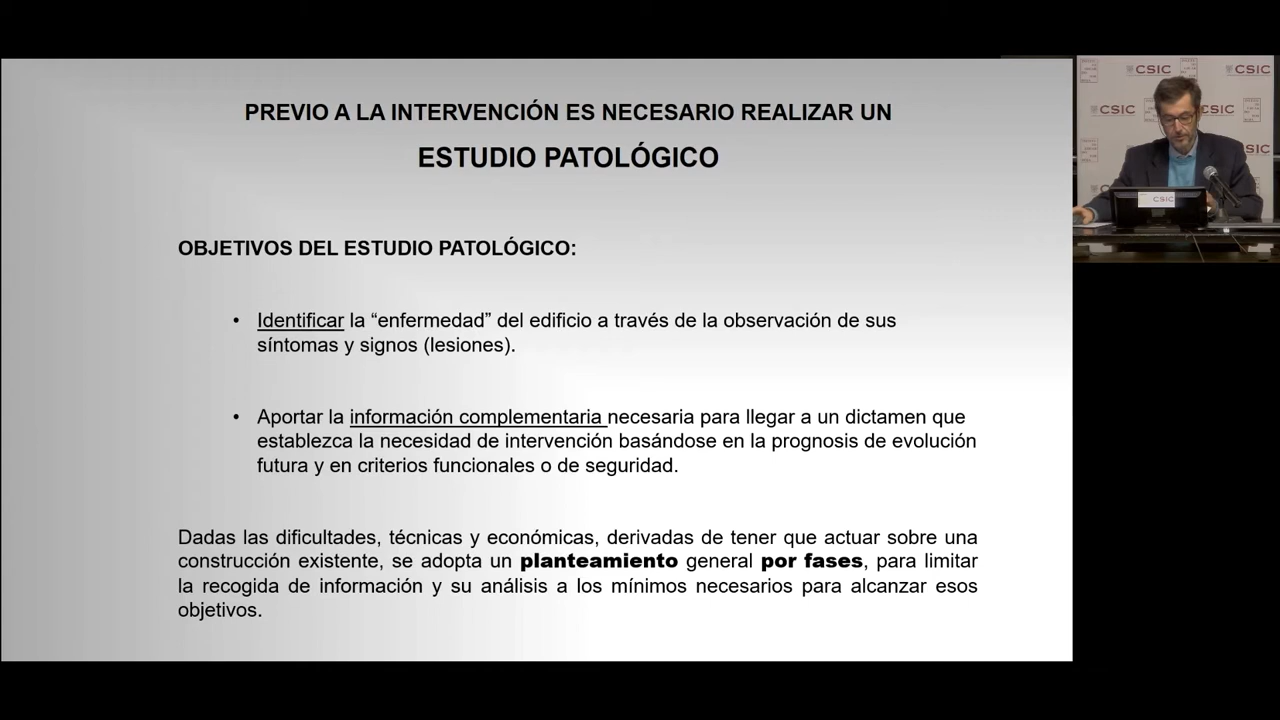 PREVIO A LA INTERVENCIÓN ES NECESARIO REALIZAR UN
ESTUDIO PATOLÓGICO
OBJETIVOS DEL ESTUDIO PATOLÓGICO:
• Identificar la “enfermedad” del edificio a través de la observación de sus
síntomas y signos (lesiones).
• Aportar la información complementaria necesaria para llegar a un dictamen que
establezca la necesidad de intervención basándose en la prognosis de evolución
futura y en criterios funcionales o de seguridad.
Dadas las dificultades, técnicas y económicas, derivadas de tener que actuar sobre una
construcción existente, se adopta un planteamiento general por fases, para limitar
la recogida de información y su análisis a los mínimos necesarios para alcanzar esos
objetivos.
CSIC
CSIC
CSIC
CSIC
CSIC
CSIC